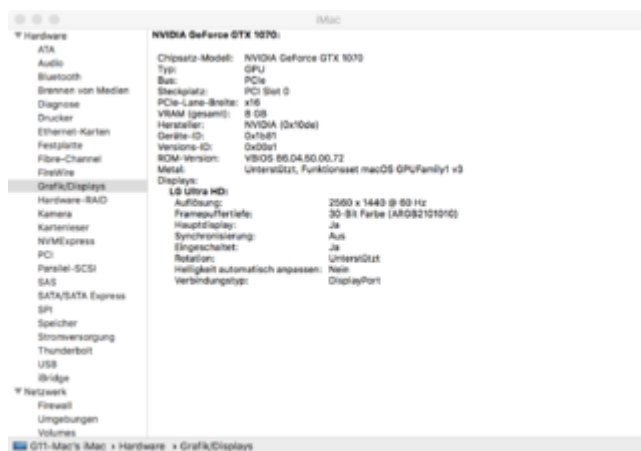 iMac
Hardware
ATA
Audio
Bluetooth
Brennen von Medien
Diagnose
Drucker
Ethernet-Karten
Festplatte
Fibre-Channel
FireWire
Grafik/Displays
Hardware-RAID
Kamera
Kartenleser
NVMExpress
PCI
Parallel-SCSI
SAS
SATA/SATA Express
SPI
Speicher
Stromversorgung
Thunderbolt
USB
iBridge
Netzwerk
Firewall
Umgebungen
Volumes
NVIDIA GeForce GTX 1070:
Chipsatz-Modell: NVIDIA GeForce GTX 1070
Typ: GPU
Bus: PCIe
Steckplatz: PCI Slot 0
PCIe-Lane-Breite: x16
VRAM (gesamt): 8 GB
Hersteller: NVIDIA (0x10de)
Geräte-ID: 0x1b81
Versions-ID: 0x00a1
ROM-Version: VBIOS 86.04.50.00.72
Metal: Unterstützt, Funktionsset macOS GPUFamily1 v3
Displays:
LG Ultra HD:
Auflösung: 2560 x 1440 @ 60 Hz
Framepuffertiefe: 30-Bit Farbe (ARGB2101010)
Hauptdisplay: Ja
Synchronisierung: Aus
Eingeschaltet: Ja
Rotation: Unterstützt
Helligkeit automatisch anpassen: Nein
Verbindungstyp: DisplayPort
G11-Mac's iMac › Hardware › Grafik/Displays